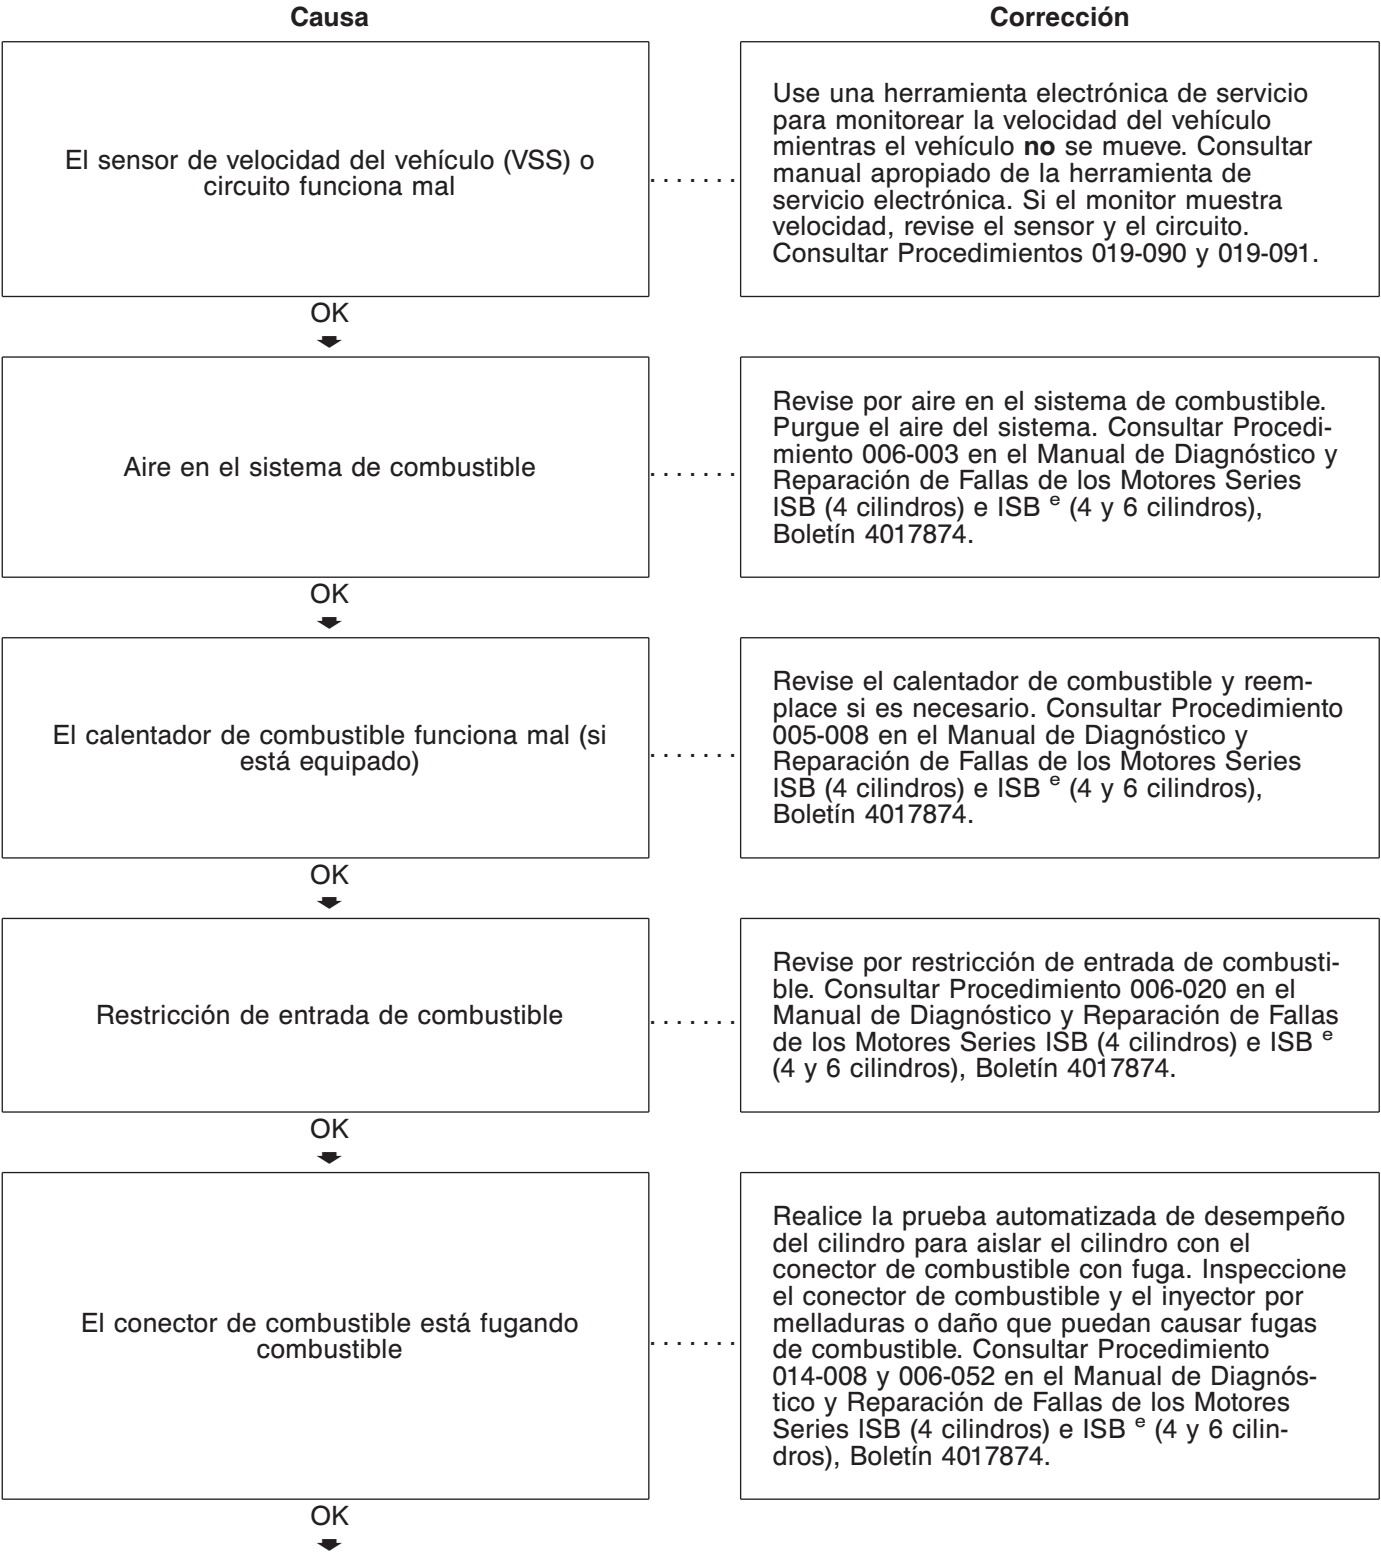 Causa
Corrección
El sensor de velocidad del vehículo (VSS) o
circuito funciona mal
.......
Use una herramienta electrónica de servicio
para monitorear la velocidad del vehículo
mientras el vehículo no se mueve. Consultar
manual apropiado de la herramienta de
servicio electrónica. Si el monitor muestra
velocidad, revise el sensor y el circuito.
Consultar Procedimientos 019-090 y 019-091.
OK
Aire en el sistema de combustible
.......
Revise por aire en el sistema de combustible.
Purgue el aire del sistema. Consultar Procedi-
miento 006-003 en el Manual de Diagnóstico y
Reparación de Fallas de los Motores Series
ISB (4 cilindros) e ISB e (4 y 6 cilindros),
Boletín 4017874.
OK
El calentador de combustible funciona mal (si
está equipado)
.......
Revise el calentador de combustible y reem-
place si es necesario. Consultar Procedimiento
005-008 en el Manual de Diagnóstico y
Reparación de Fallas de los Motores Series
ISB (4 cilindros) e ISB e (4 y 6 cilindros),
Boletín 4017874.
OK
Restricción de entrada de combustible
.......
Revise por restricción de entrada de combusti-
ble. Consultar Procedimiento 006-020 en el
Manual de Diagnóstico y Reparación de Fallas
de los Motores Series ISB (4 cilindros) e ISB e
(4 y 6 cilindros), Boletín 4017874.
OK
El conector de combustible está fugando
combustible
.......
Realice la prueba automatizada de desempeño
del cilindro para aislar el cilindro con el
conector de combustible con fuga. Inspeccione
el conector de combustible y el inyector por
melladuras o daño que puedan causar fugas
de combustible. Consultar Procedimiento
014-008 y 006-052 en el Manual de Diagnós-
tico y Reparación de Fallas de los Motores
Series ISB (4 cilindros) e ISB e (4 y 6 cilin-
dros), Boletín 4017874.
OK